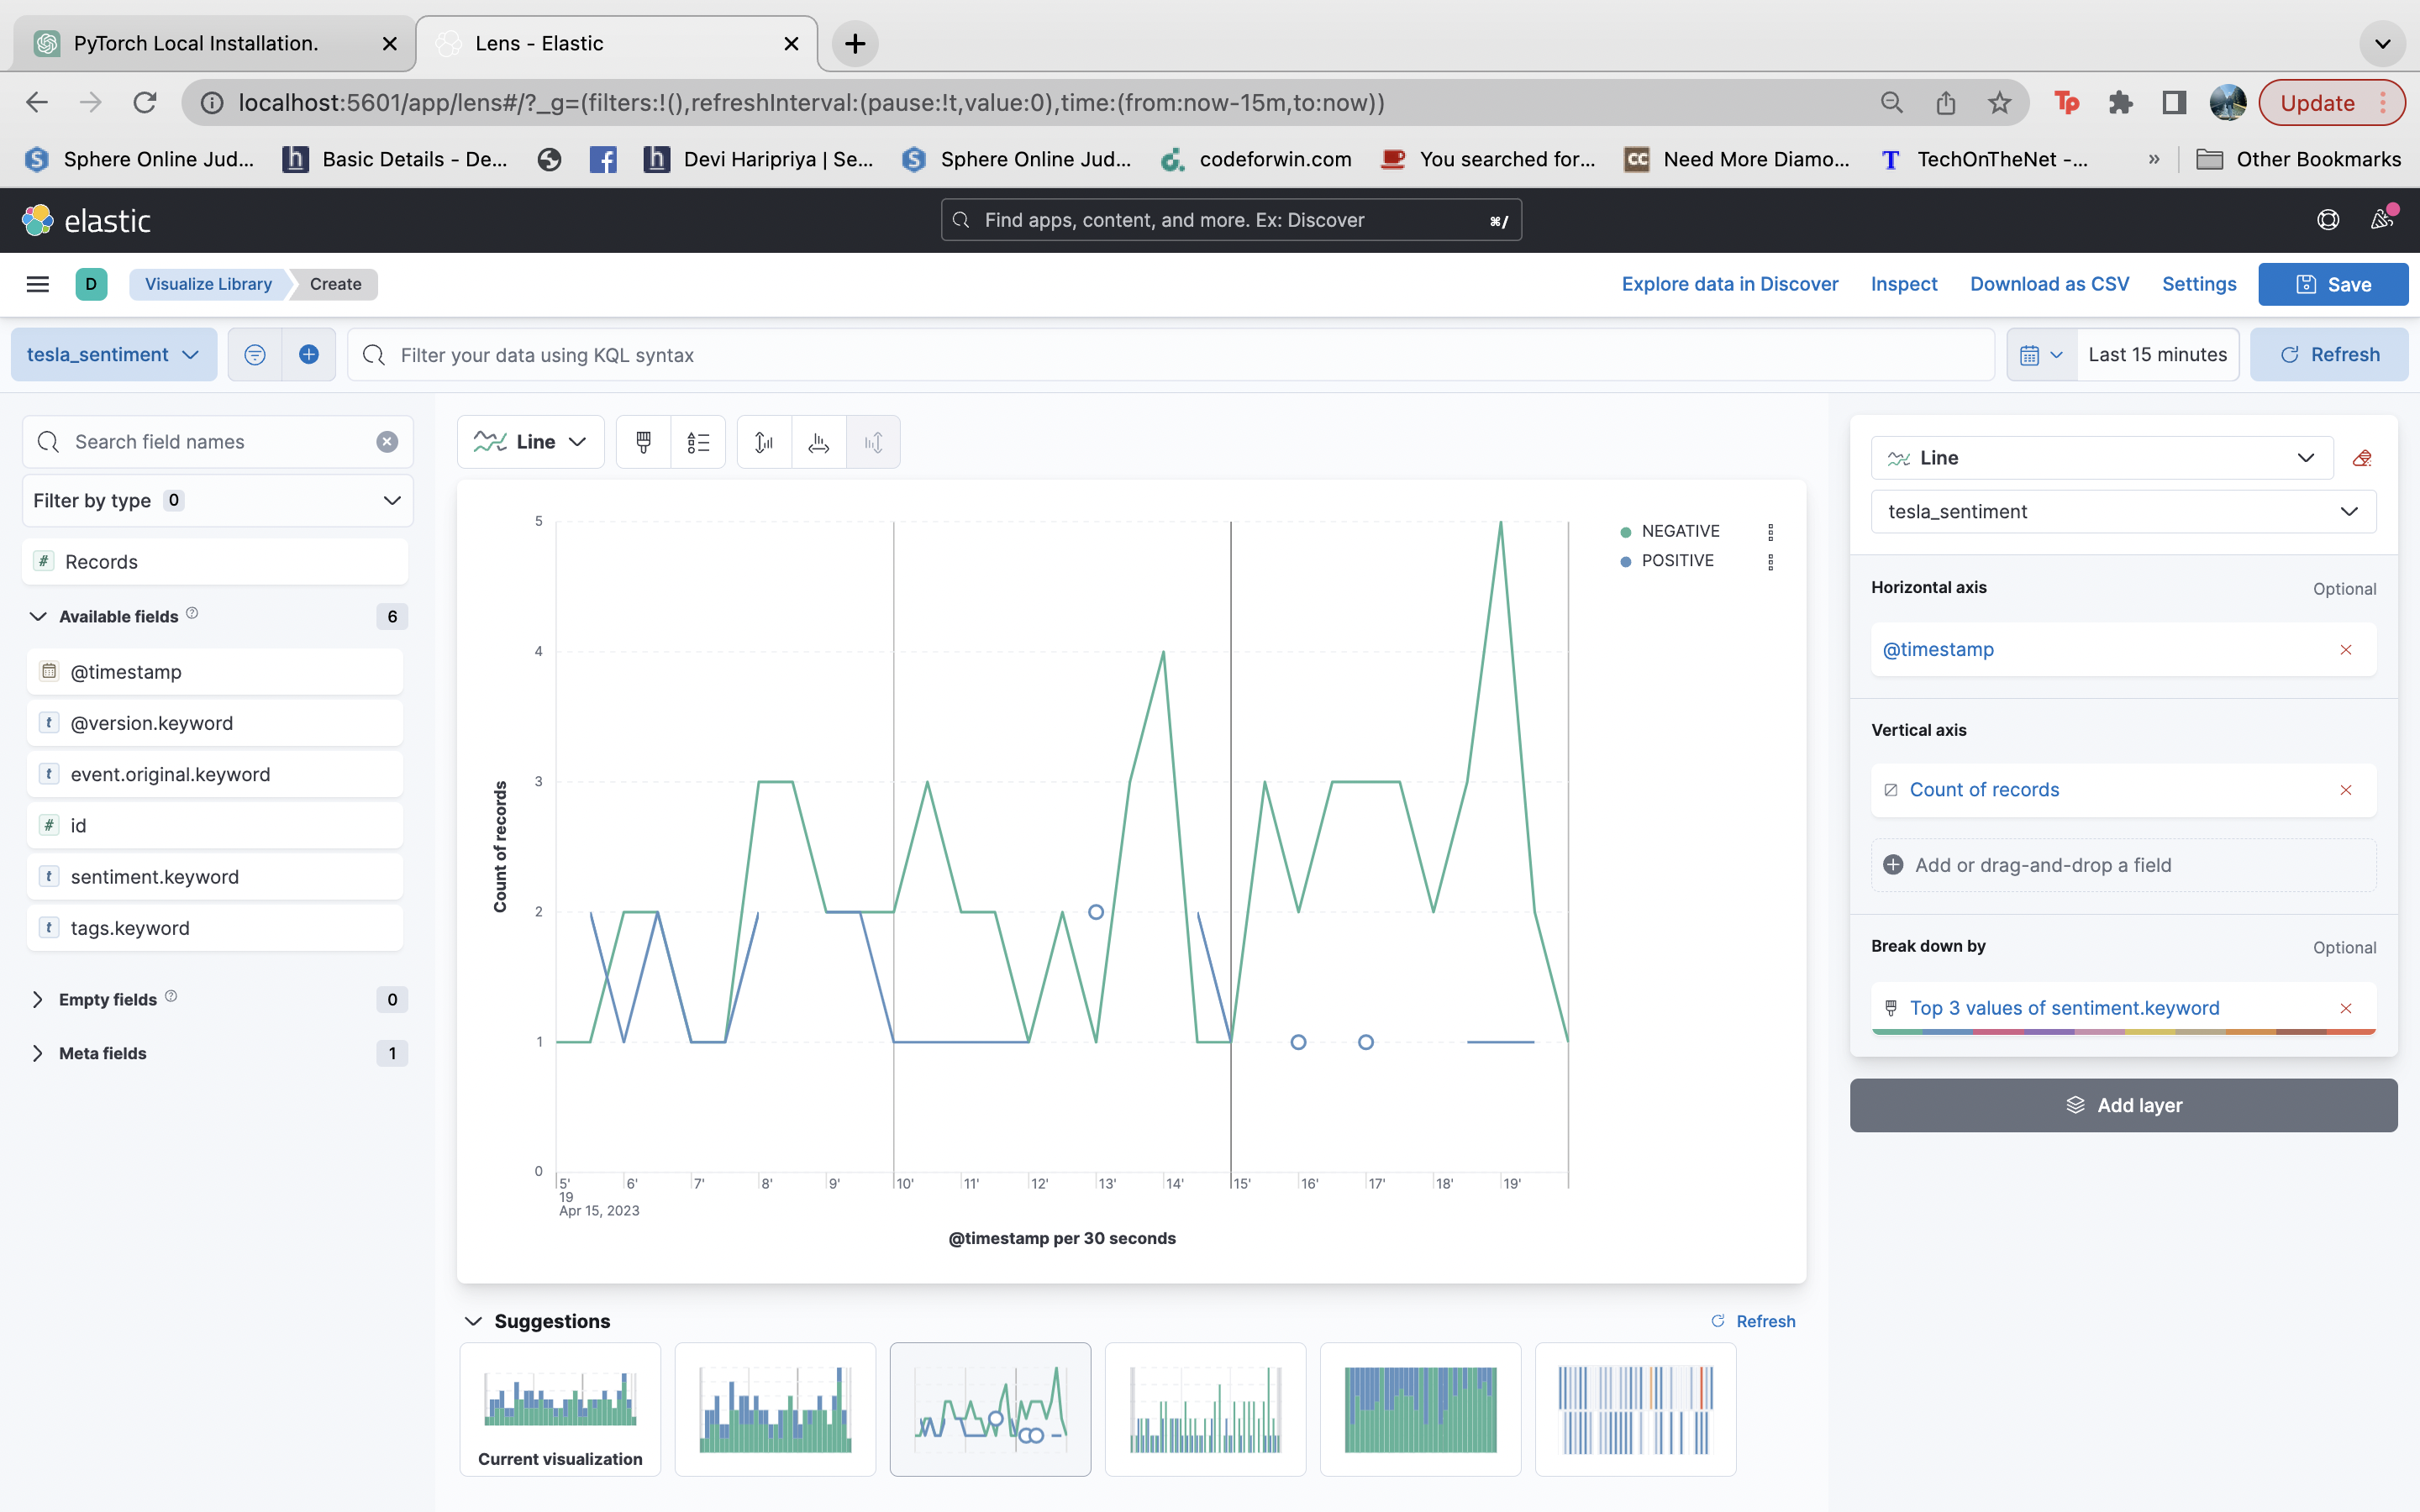 PyTorch Local Installation.
Lens - Elastic
localhost:5601/app/lens#/?_g=(filters:!(),refreshInterval:(pause:!t,value:0),time:(from:now-15m,to:now))
Tp
Update
Sphere Online Jud...
Basic Details - De...
Devi Haripriya | Se...
Sphere Online Jud...
codeforwin.com
You searched for...
CC Need More Diamo...
TechOnTheNet -...
»
Other Bookmarks
elastic
Find apps, content, and more. Ex: Discover ⌘/
D
Visualize Library
Create
Explore data in Discover
Inspect
Download as CSV
Settings
Save
tesla_sentiment
Filter your data using KQL syntax
Last 15 minutes
Refresh
Search field names
Filter by type 0
# Records
Available fields 6
@timestamp
t @version.keyword
t event.original.keyword
# id
t sentiment.keyword
t tags.keyword
Empty fields 0
Meta fields 1
Line
5
4
3
2
1
0
Count of records
5' 6' 7' 8' 9' 10' 11' 12' 13' 14' 15' 16' 17' 18' 19'
19
Apr 15, 2023
@timestamp per 30 seconds
NEGATIVE
POSITIVE
Suggestions
Refresh
Current visualization
Line
tesla_sentiment
Horizontal axis Optional
@timestamp
Vertical axis
Count of records
Add or drag-and-drop a field
Break down by Optional
Top 3 values of sentiment.keyword
Add layer